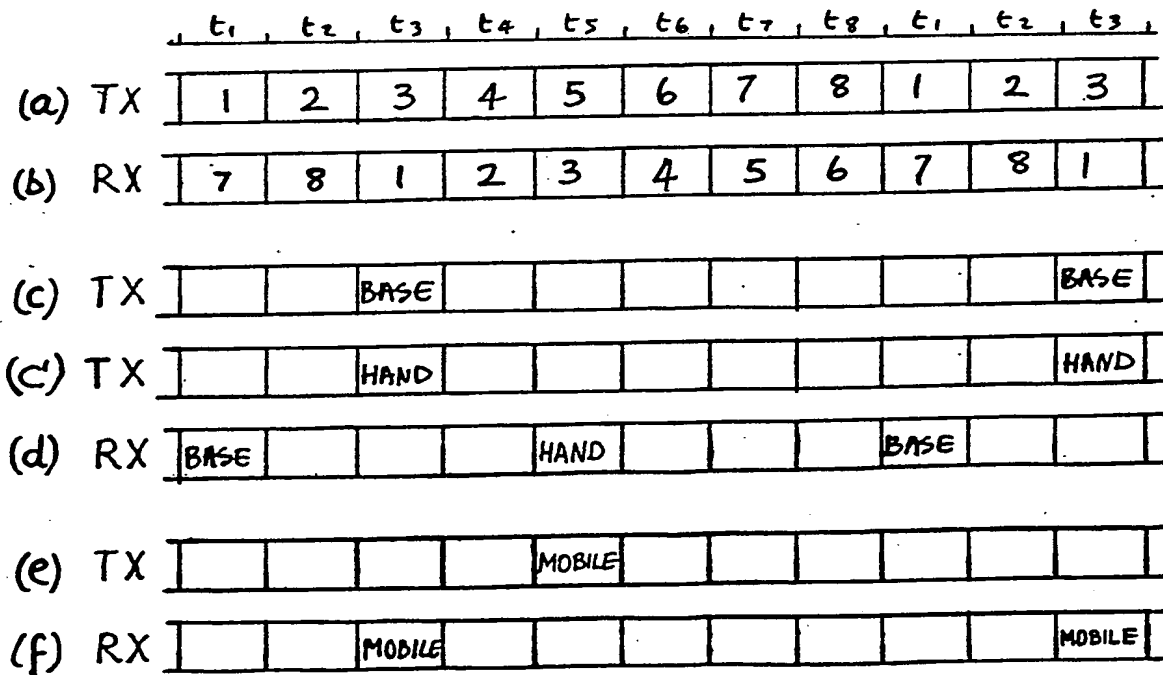 t1 t2 t3 t4 t5 t6 t7 t8 t1 t2 t3
(a) TX 1 2 3 4 5 6 7 8 1 2 3
(b) RX 7 8 1 2 3 4 5 6 7 8 1
(c) TX BASE BASE
(c') TX HAND HAND
(d) RX BASE HAND BASE
(e) TX MOBILE
(f) RX MOBILE MOBILE